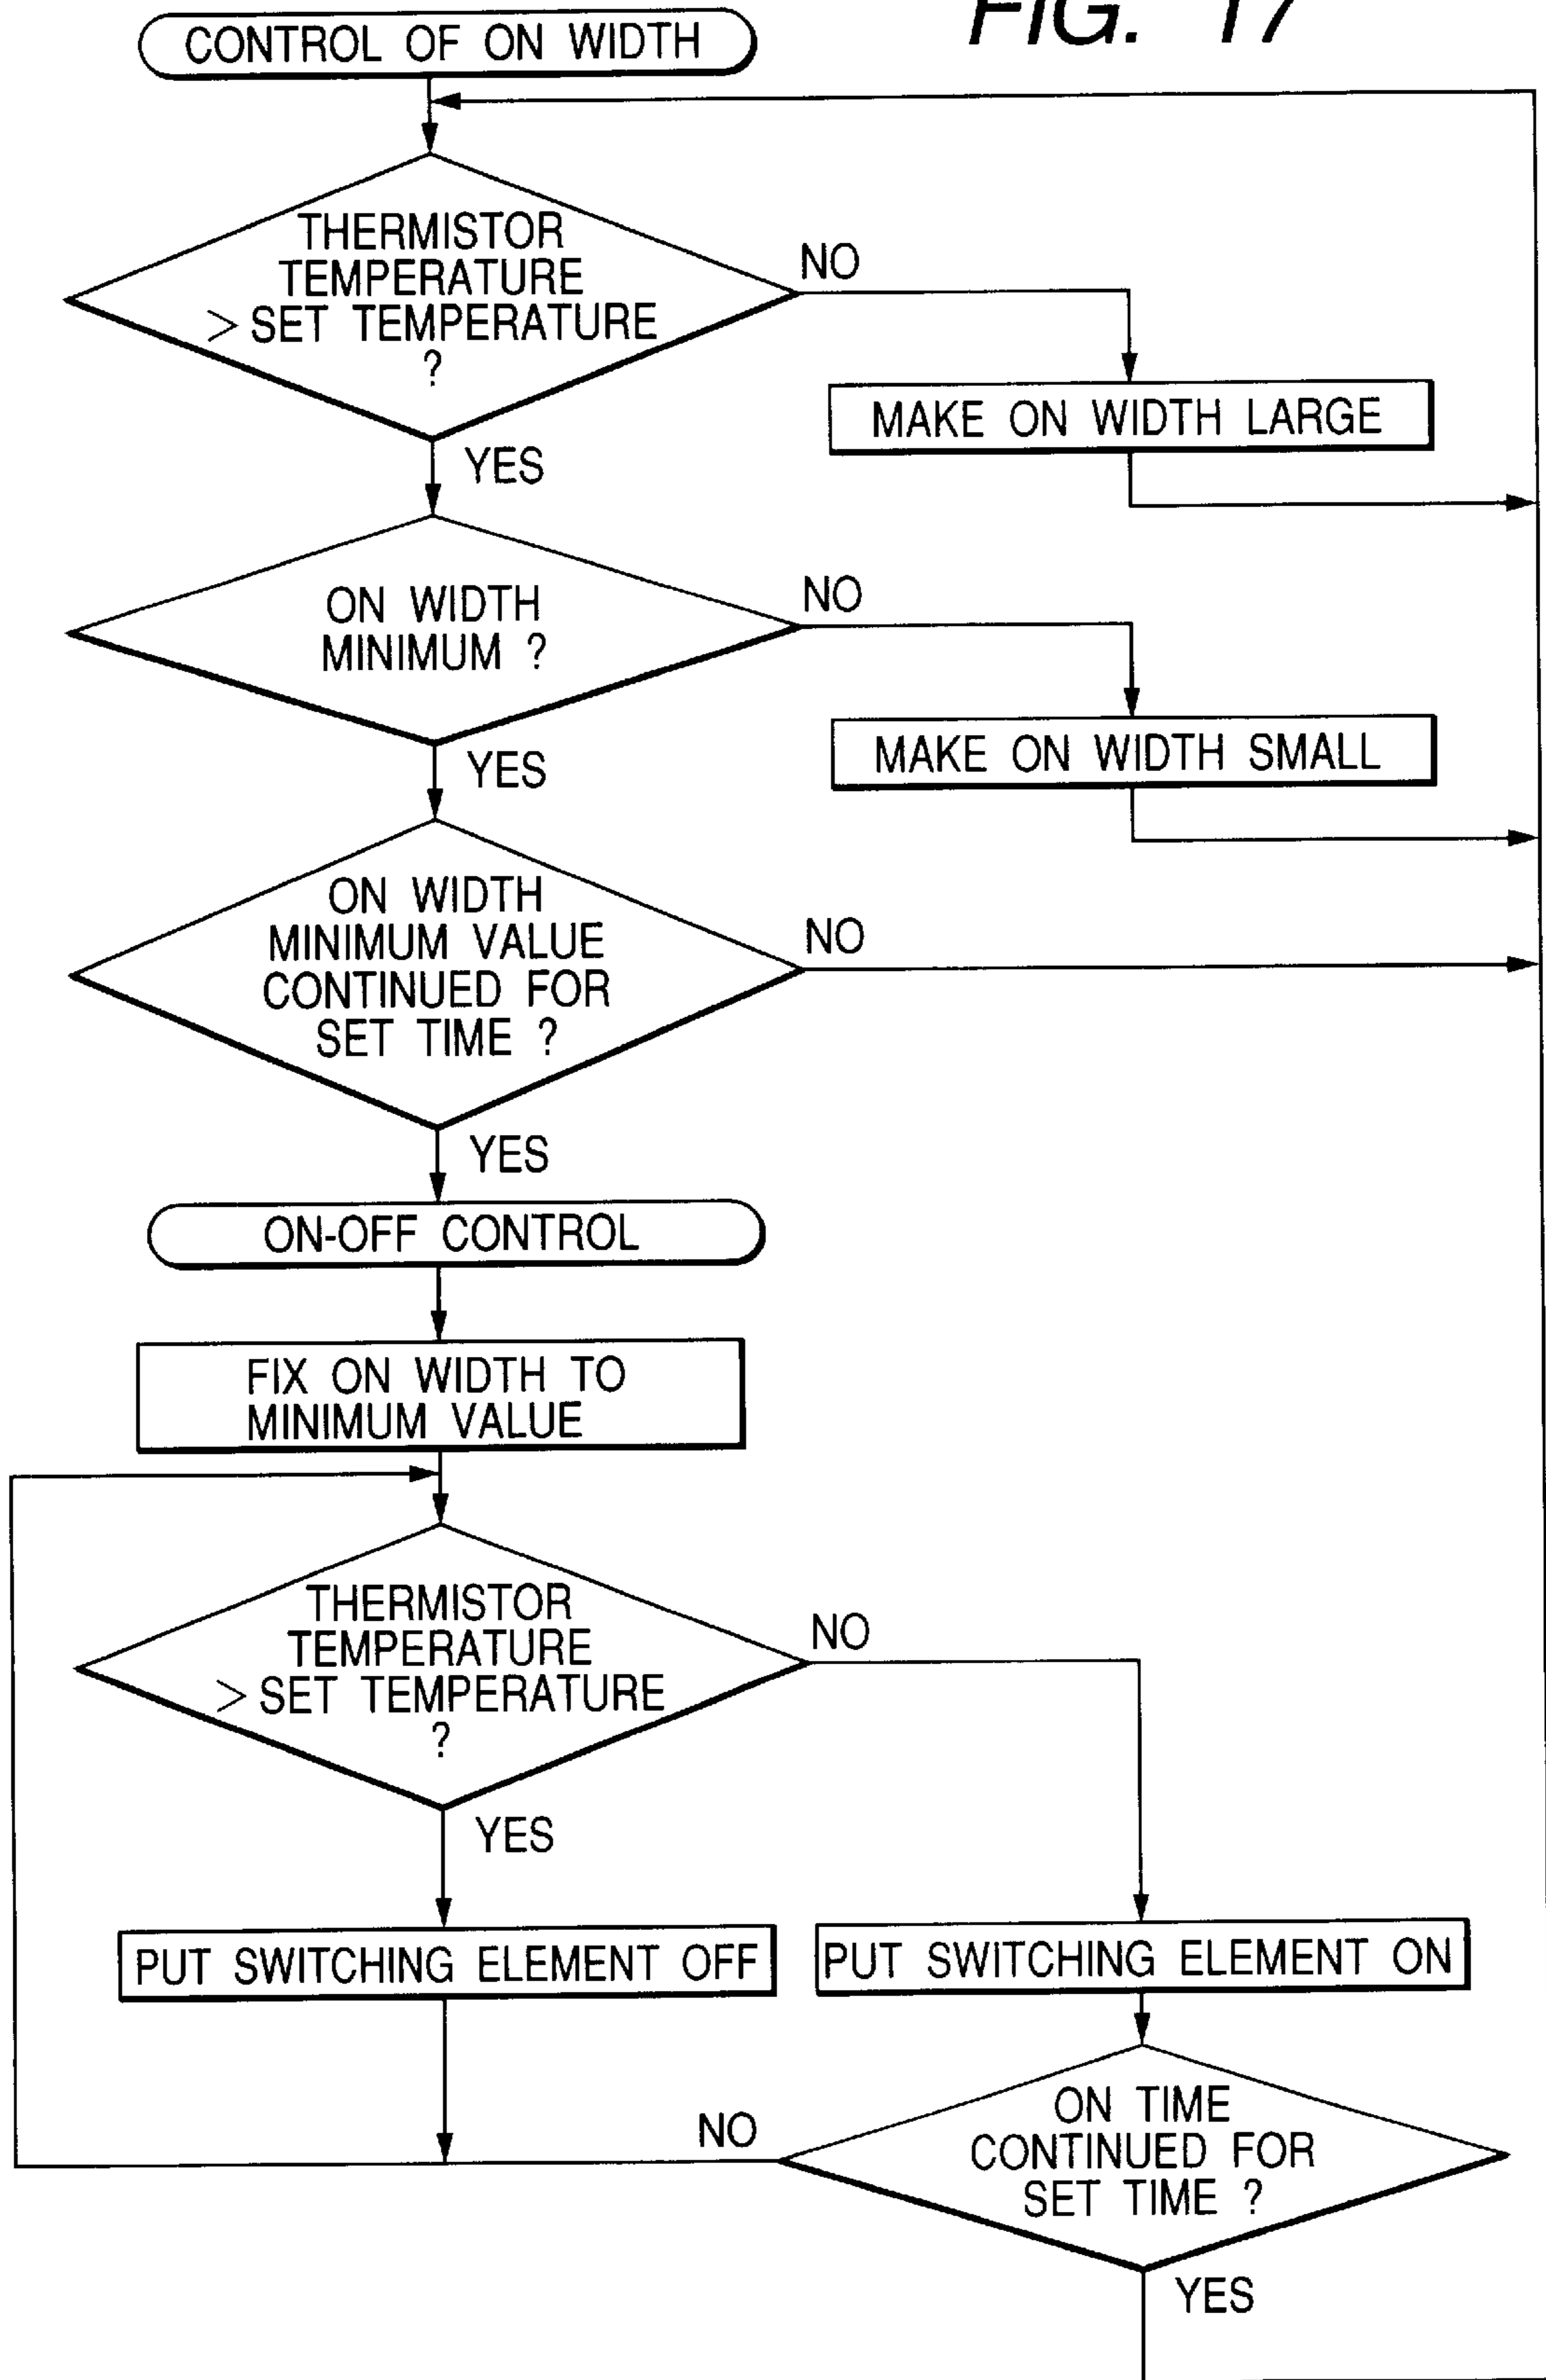 FIG. 17
CONTROL OF ON WIDTH
THERMISTOR
TEMPERATURE
> SET TEMPERATURE
?
NO
MAKE ON WIDTH LARGE
YES
ON WIDTH
MINIMUM ?
NO
MAKE ON WIDTH SMALL
YES
ON WIDTH
MINIMUM VALUE
CONTINUED FOR
SET TIME ?
NO
YES
ON-OFF CONTROL
FIX ON WIDTH TO
MINIMUM VALUE
THERMISTOR
TEMPERATURE
> SET TEMPERATURE
?
NO
YES
PUT SWITCHING ELEMENT OFF
PUT SWITCHING ELEMENT ON
ON TIME
CONTINUED FOR
SET TIME ?
NO
YES